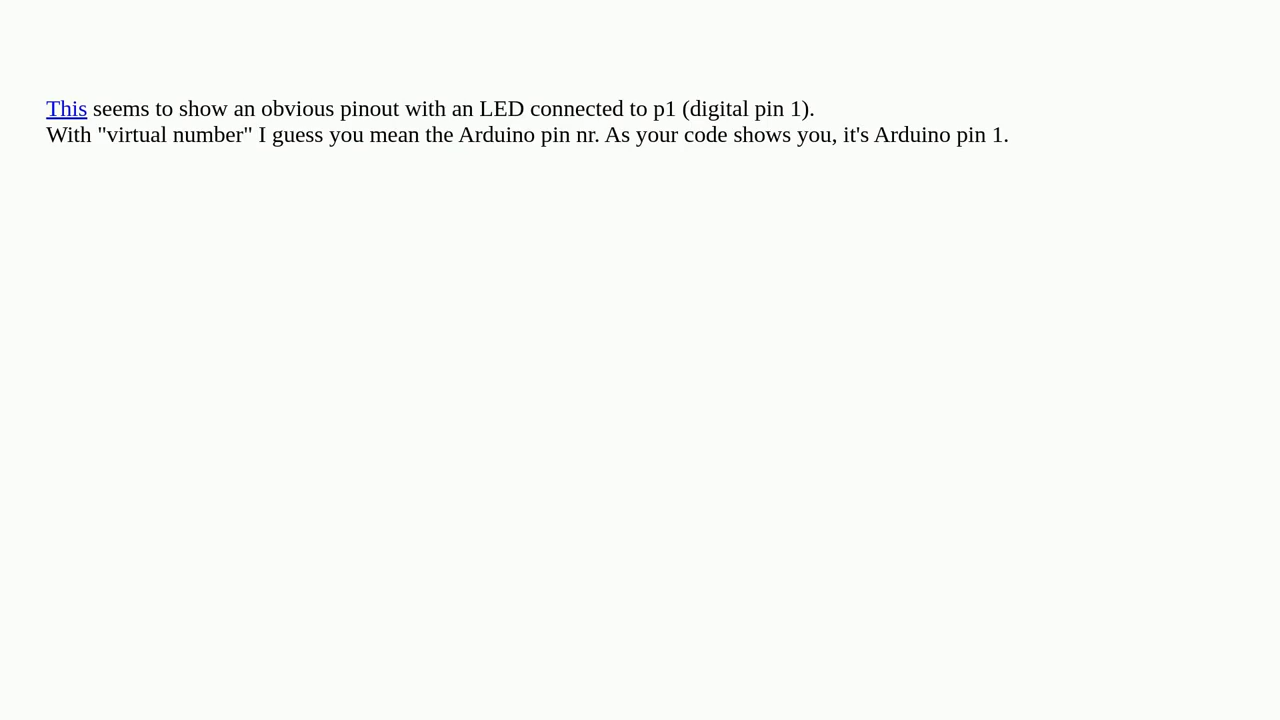 This seems to show an obvious pinout with an LED connected to p1 (digital pin 1).
With "virtual number" I guess you mean the Arduino pin nr. As your code shows you, it's Arduino pin 1.